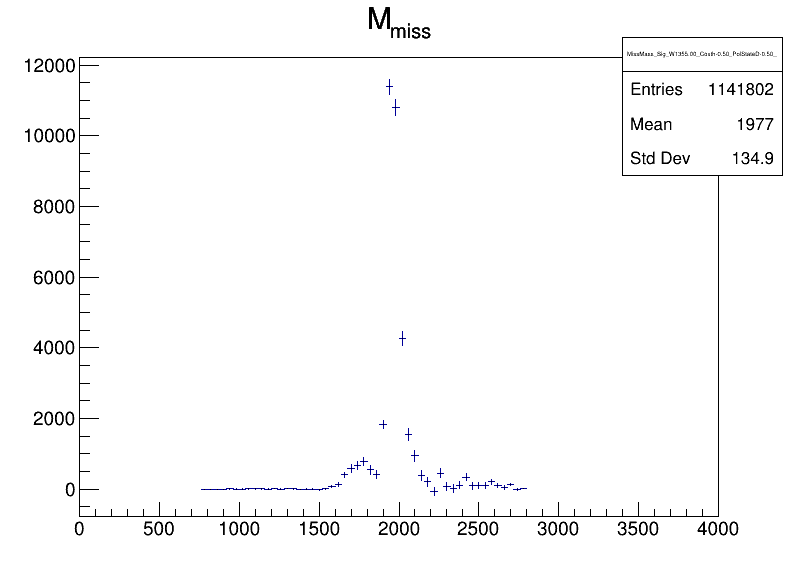 Mmiss
MissMass_Sig_W1355.00_Costh-0.50_PolStateD-0.50_
Entries 1141802
Mean 1977
Std Dev 134.9
12000
10000
8000
6000
4000
2000
0
0 500 1000 1500 2000 2500 3000 3500 4000